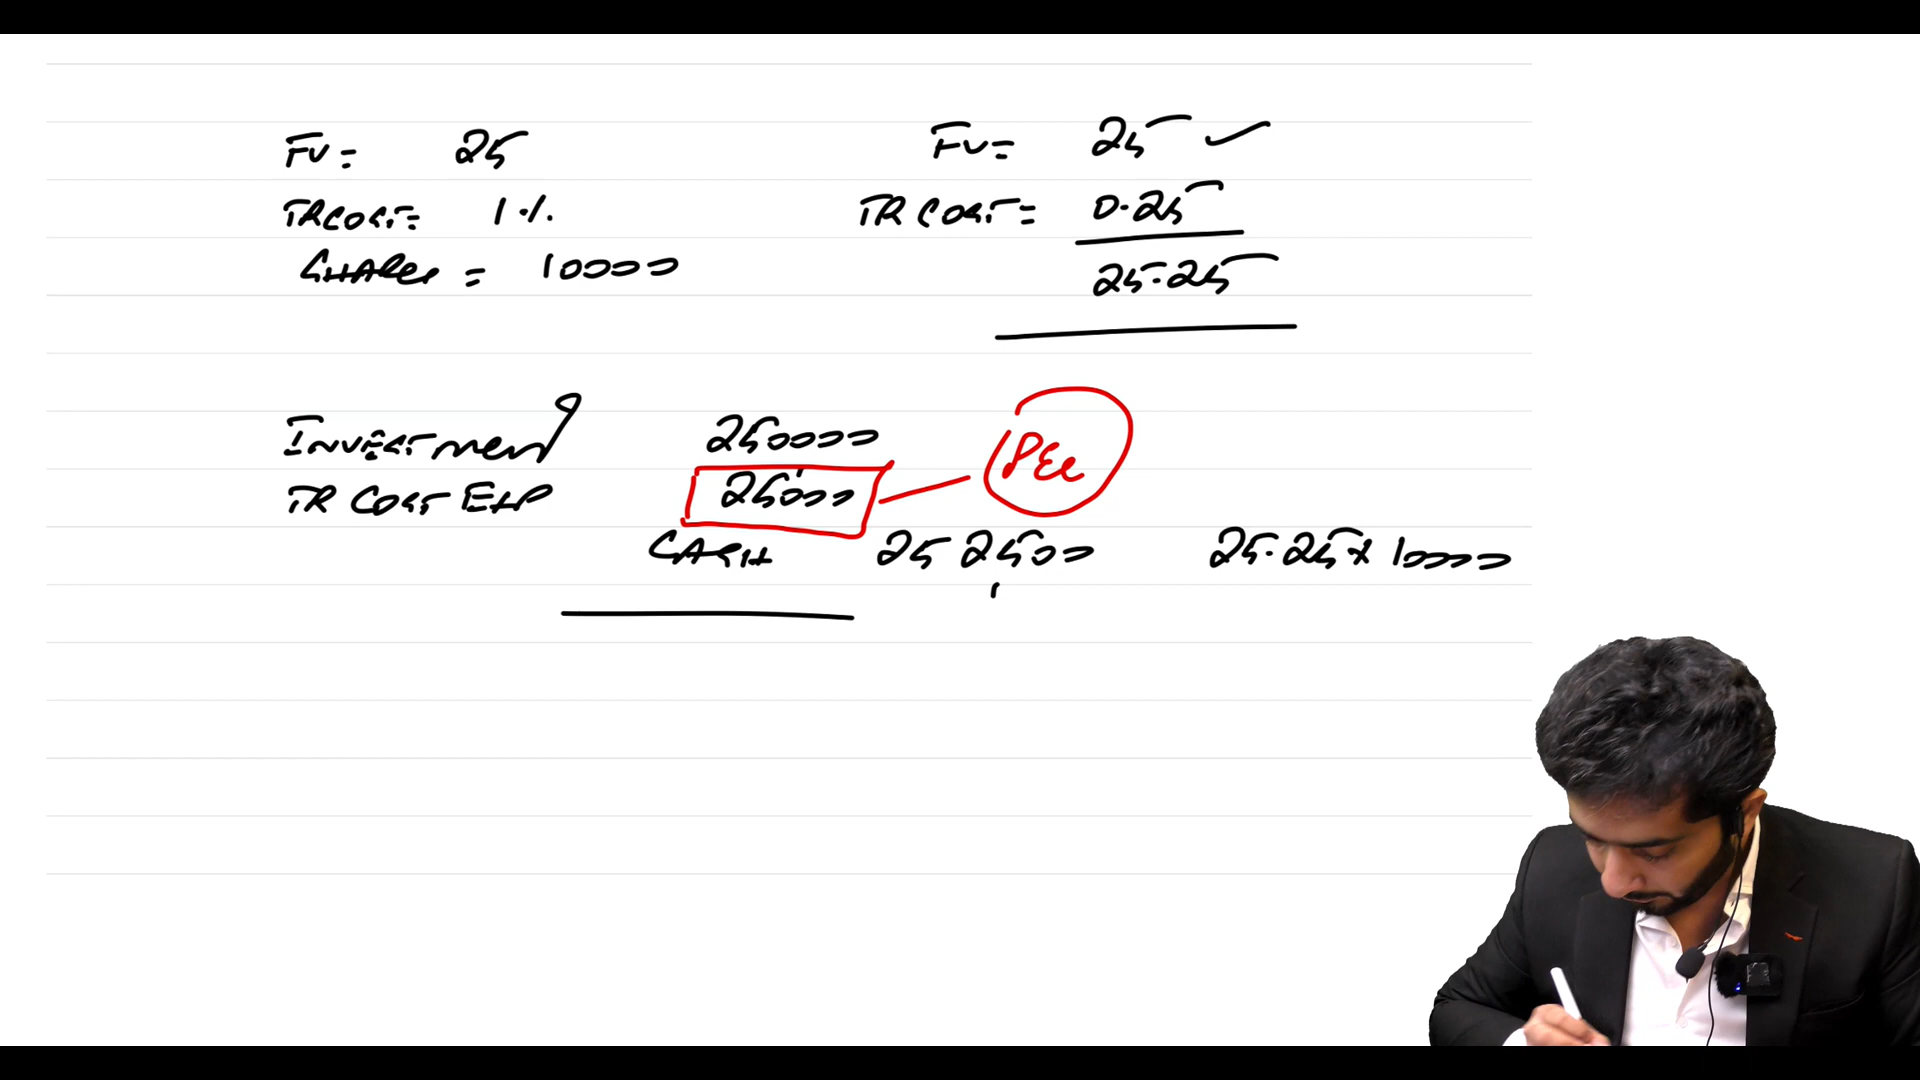 FV = 25
TR COST = 1 %
SHARES = 10000
FV = 25 ✓
TR COST = 0.25
25.25
INVESTMENT 250000
TR COST EXP 25000
PEL
CASH 252500 25.25 x 10000